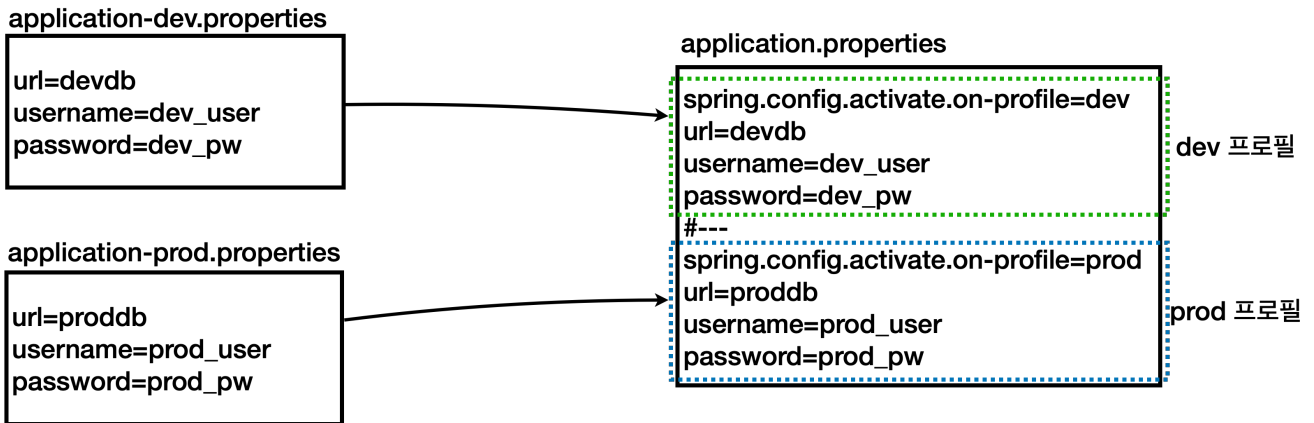 application-dev.properties
url=devdb
username=dev_user
password=dev_pw
application-prod.properties
url=proddb
username=prod_user
password=prod_pw
application.properties
spring.config.activate.on-profile=dev
url=devdb
username=dev_user
password=dev_pw
#---
spring.config.activate.on-profile=prod
url=proddb
username=prod_user
password=prod_pw
dev 프로필
prod 프로필